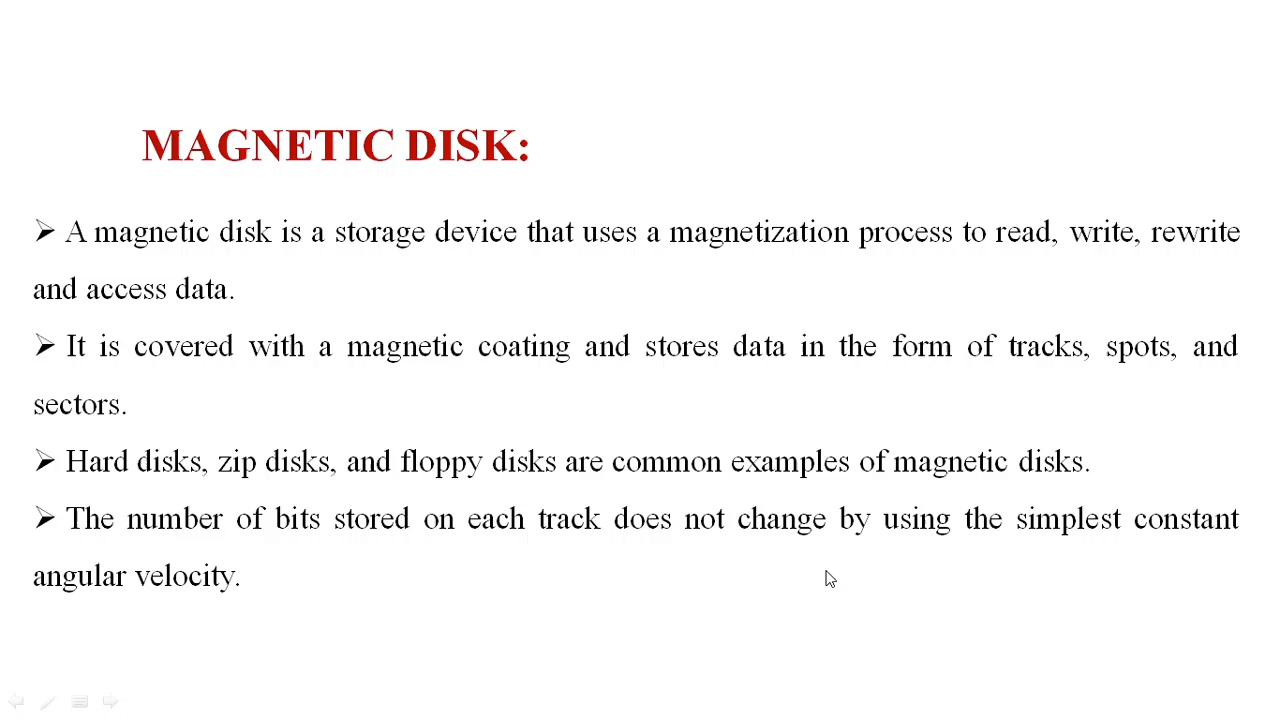 MAGNETIC DISK:
➢ A magnetic disk is a storage device that uses a magnetization process to read, write, rewrite
and access data.
➢ It is covered with a magnetic coating and stores data in the form of tracks, spots, and
sectors.
➢ Hard disks, zip disks, and floppy disks are common examples of magnetic disks.
➢ The number of bits stored on each track does not change by using the simplest constant
angular velocity.